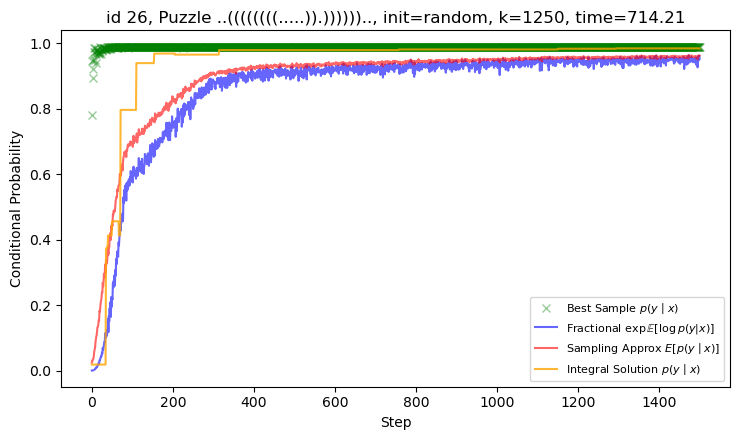 id 26, Puzzle ..((((((((.....)).))))))..​, init=random, k=1250, time=714.21
Conditional Probability
1.0
0.8
0.6
0.4
0.2
0.0
Best Sample p(y | x)
Fractional exp 𝔼[log p(y|x)]
Sampling Approx E[p(y | x)]
Integral Solution p(y | x)
0 200 400 600 800 1000 1200 1400
Step